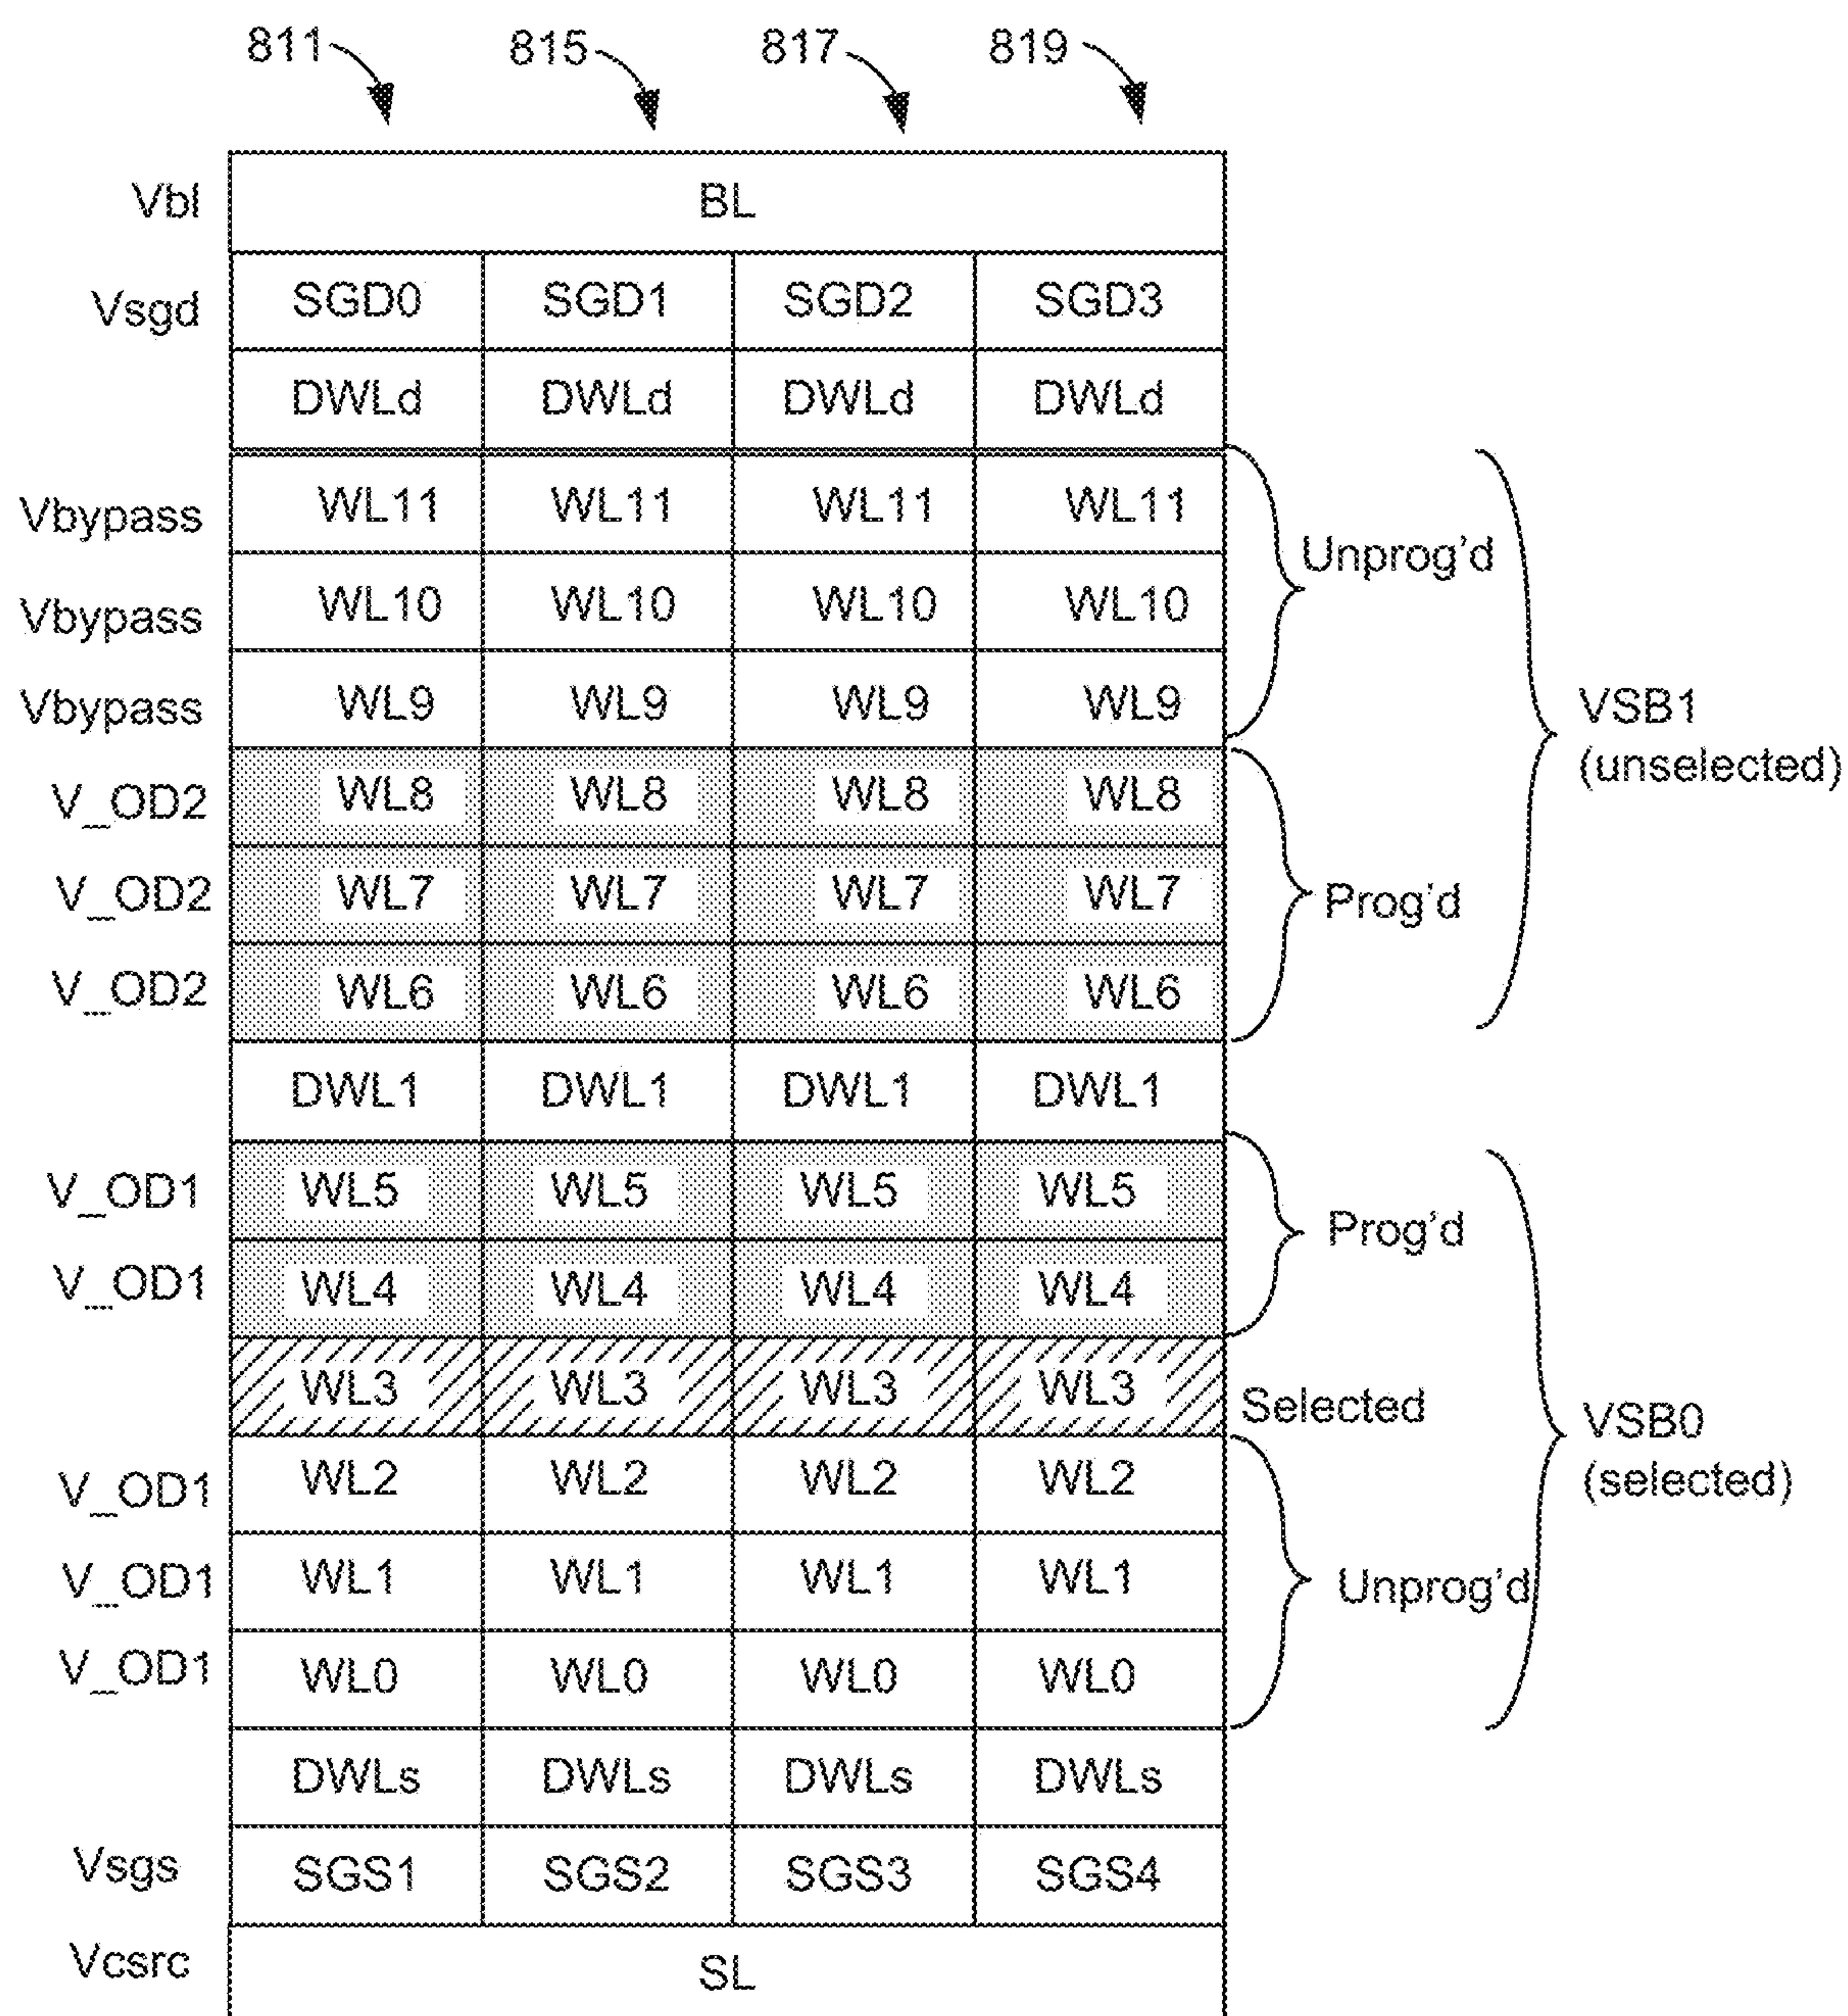 811 815 817 819
Vbl BL
Vsgd SGD0 SGD1 SGD2 SGD3
DWLd DWLd DWLd DWLd
Vbypass WL11 WL11 WL11 WL11
Unprog'd
Vbypass WL10 WL10 WL10 WL10
Vbypass WL9 WL9 WL9 WL9
VSB1
(unselected)
V_OD2 WL8 WL8 WL8 WL8
V_OD2 WL7 WL7 WL7 WL7 Prog'd
V_OD2 WL6 WL6 WL6 WL6
DWL1 DWL1 DWL1 DWL1
V_OD1 WL5 WL5 WL5 WL5
Prog'd
V_OD1 WL4 WL4 WL4 WL4
WL3 WL3 WL3 WL3 Selected
VSB0
(selected)
V_OD1 WL2 WL2 WL2 WL2
V_OD1 WL1 WL1 WL1 WL1 Unprog'd
V_OD1 WL0 WL0 WL0 WL0
DWLs DWLs DWLs DWLs
Vsgs SGS1 SGS2 SGS3 SGS4
Vcsrc SL